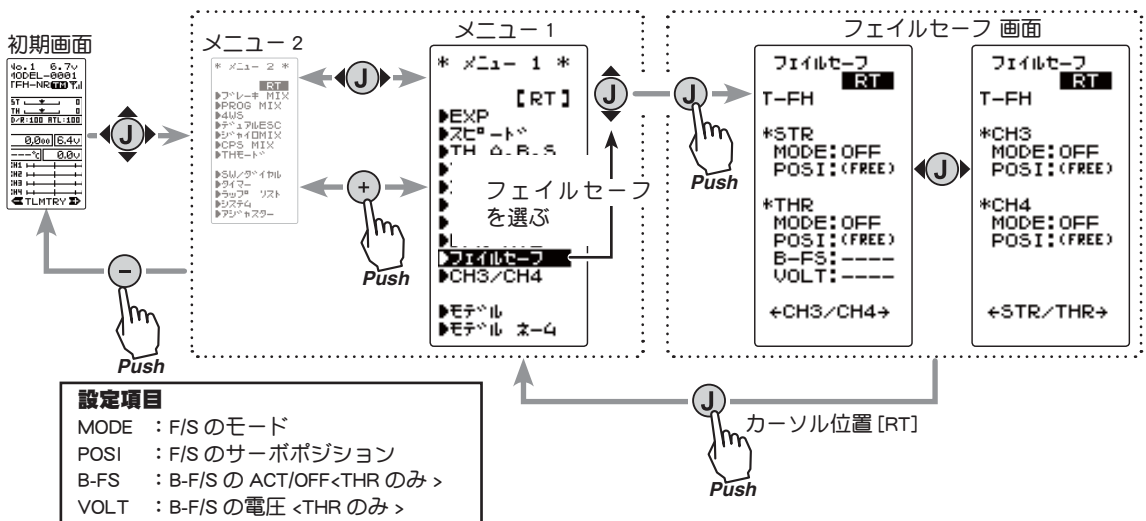 初期画面
No.1 6.7V
MODEL-0001
TFH-NR TM
ST 0
TH 0
D/R:100 ATL:100
0.0V
CH1
CH2
CH3
CH4
TLMTRY
J
Push
メニュー 2
* メニュー 2 *
RT
ブレーキ MIX
PROG MIX
4WS
デュアルESC
ジャイロMIX
CPS MIX
THモード
SW/ダイヤル
タイマー
ラップ リスト
システム
アジャスター
J
+
Push
メニュー 1
* メニュー 1 *
[RT]
EXP
スピード
TH A.B.S
フェイルセーフ
を選ぶ
フェイルセーフ
CH3/CH4
モデル
モデル ネーム
J
J
Push
フェイルセーフ 画面
フェイルセーフ
RT
T-FH
*STR
MODE:OFF
POSI:(FREE)
*THR
MODE:OFF
POSI:(FREE)
B-FS:----
VOLT:----
←CH3/CH4→
J
フェイルセーフ
RT
T-FH
*CH3
MODE:OFF
POSI:(FREE)
*CH4
MODE:OFF
POSI:(FREE)
←STR/THR→
−
Push
J
カーソル位置 [RT]
Push
設定項目
MODE :F/S のモード
POSI :F/S のサーボポジション
B-FS :B-F/S の ACT/OFF<THR のみ >
VOLT :B-F/S の電圧 <THR のみ >